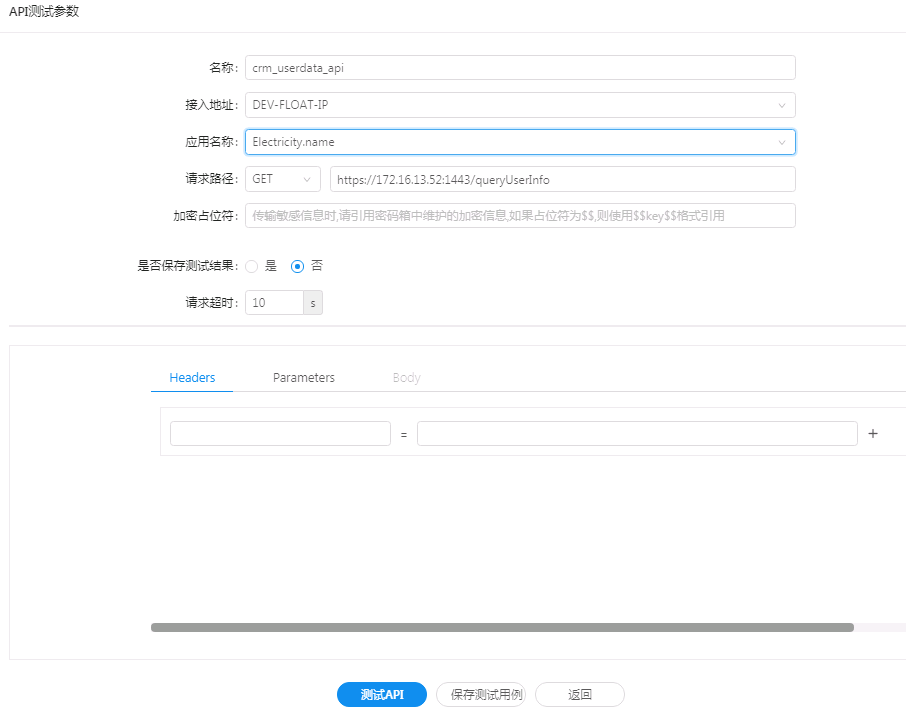 API测试参数
名称: crm_userdata_api
接入地址: DEV-FLOAT-IP
应用名称: Electricity.name
请求路径: GET https://172.16.13.52:1443/queryUserInfo
加密占位符: 传输敏感信息时,请引用密码箱中维护的加密信息,如果占位符为$$,则使用$$key$$格式引用
是否保存测试结果: 是 否
请求超时: 10 s
Headers Parameters Body
= +
测试API 保存测试用例 返回